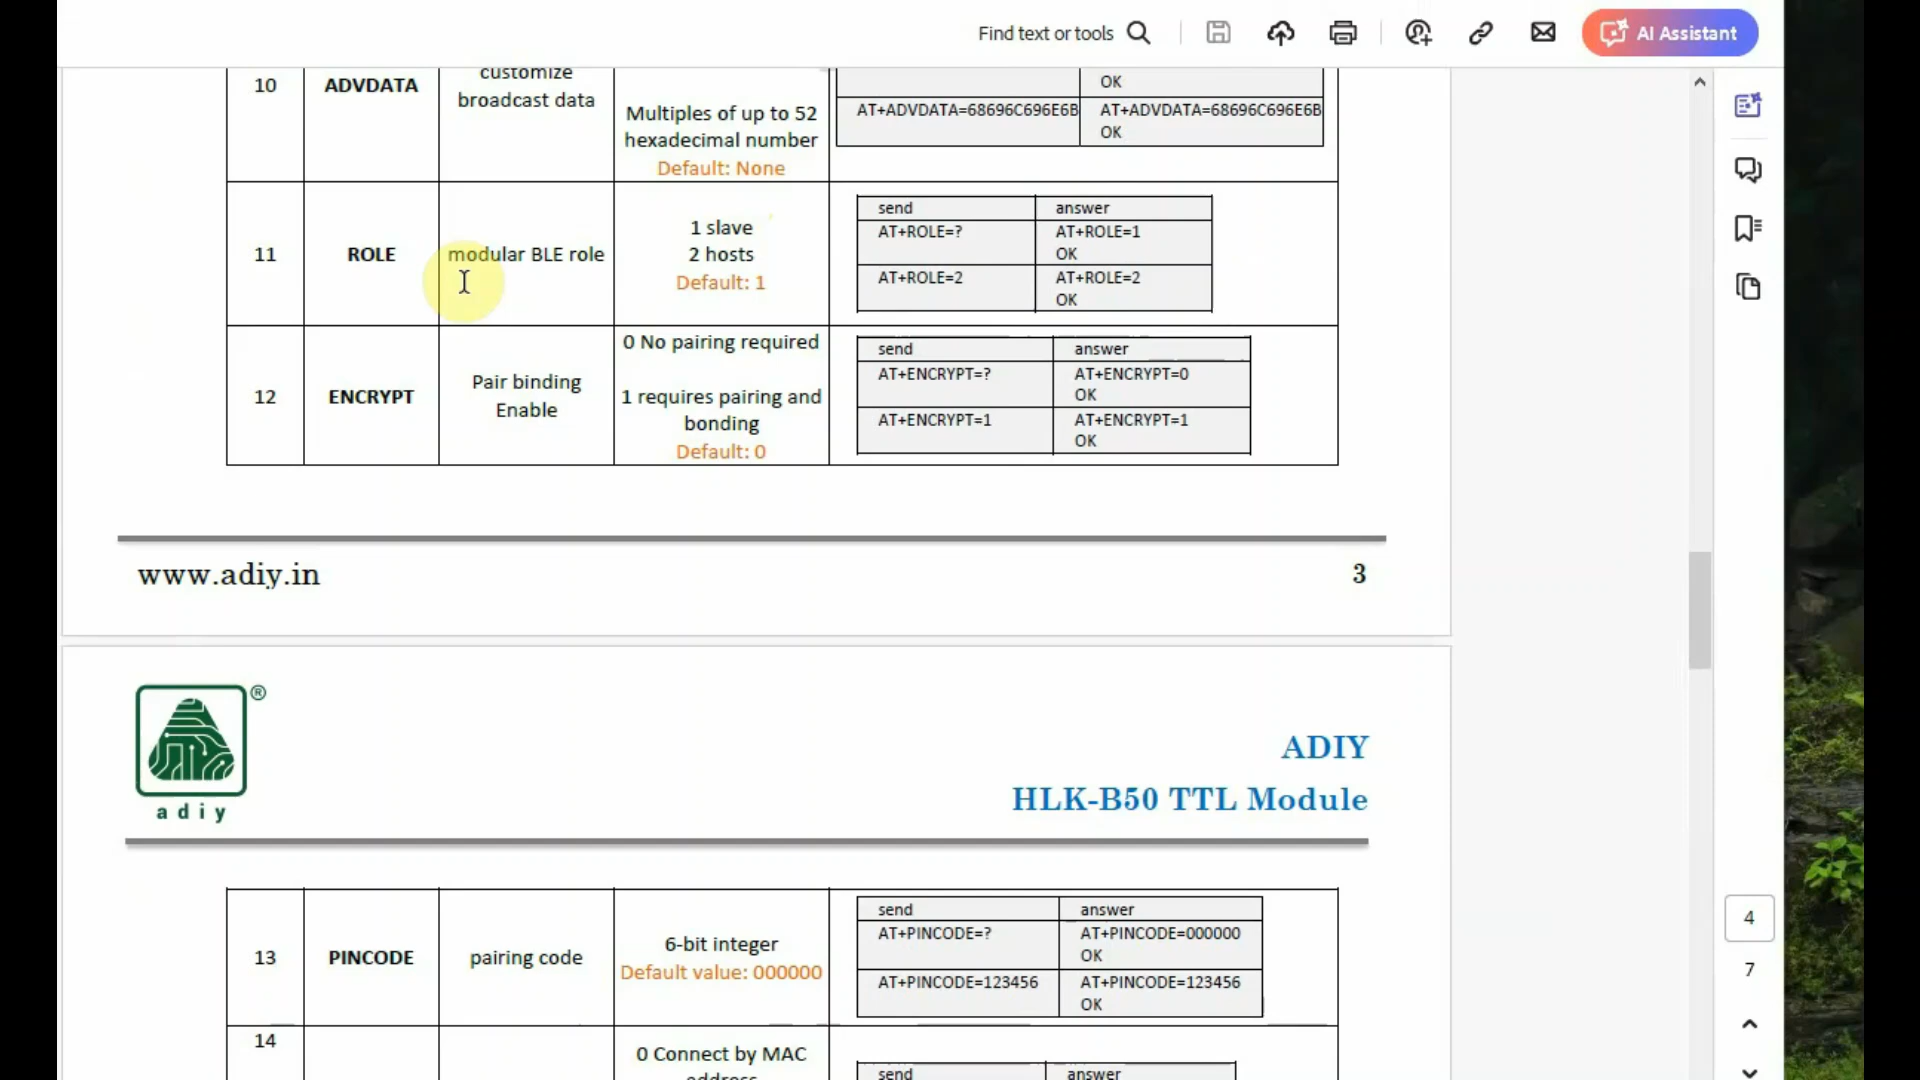 Find text or tools
AI Assistant
10
ADVDATA
customize
broadcast data
Multiples of up to 52
hexadecimal number
Default: None
OK
AT+ADVDATA=68696C696E6B
AT+ADVDATA=68696C696E6B
OK
11
ROLE
modular BLE role
1 slave
2 hosts
Default: 1
send
answer
AT+ROLE=?
AT+ROLE=1
OK
AT+ROLE=2
AT+ROLE=2
OK
12
ENCRYPT
Pair binding
Enable
0 No pairing required
1 requires pairing and
bonding
Default: 0
send
answer
AT+ENCRYPT=?
AT+ENCRYPT=0
OK
AT+ENCRYPT=1
AT+ENCRYPT=1
OK
www.adiy.in
3
®
adiy
ADIY
HLK-B50 TTL Module
13
PINCODE
pairing code
6-bit integer
Default value: 000000
send
answer
AT+PINCODE=?
AT+PINCODE=000000
OK
AT+PINCODE=123456
AT+PINCODE=123456
OK
14
0 Connect by MAC
address
send
answer
4
7